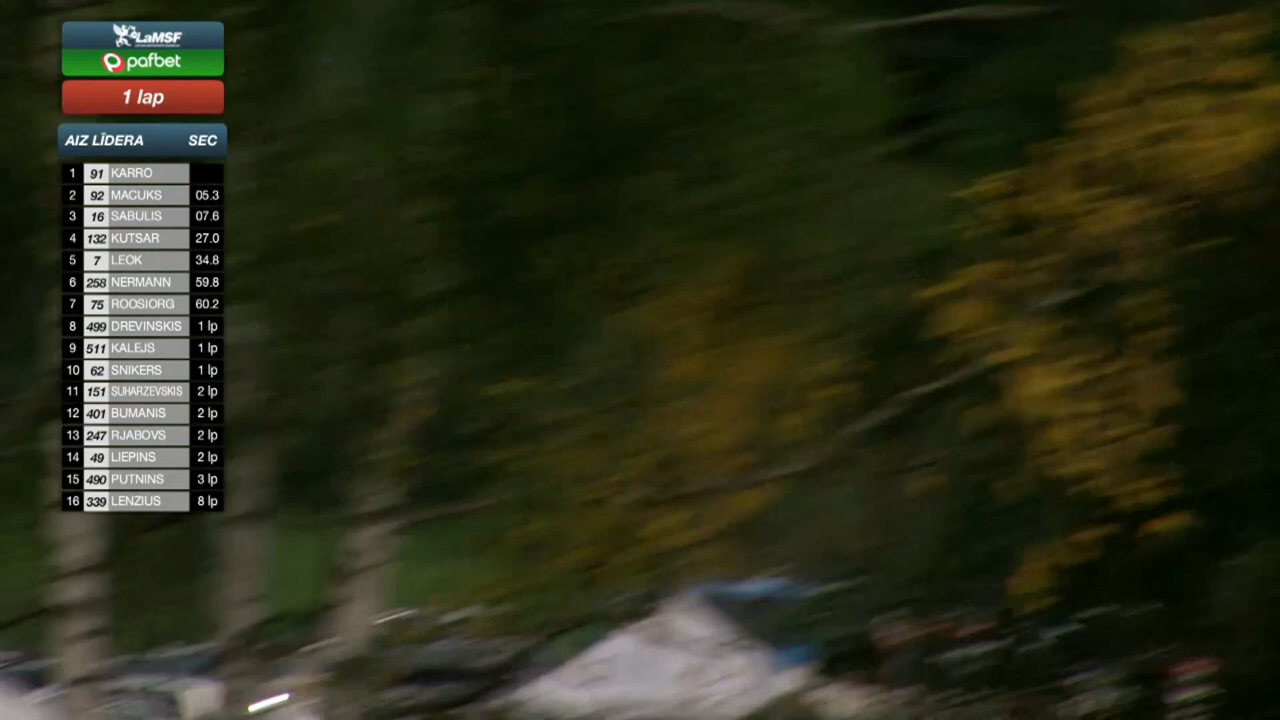 LaMSF
pafbet
1 lap
AIZ LĪDERA SEC
1 91 KARRO
2 92 MACUKS 05.3
3 16 SABULIS 07.6
4 132 KUTSAR 27.0
5 7 LEOK 34.8
6 258 NERMANN 59.8
7 75 ROOSIORG 60.2
8 499 DREVINSKIS 1 lp
9 511 KALEJS 1 lp
10 62 SNIKERS 1 lp
11 151 SUHARZEVSKIS 2 lp
12 401 BUMANIS 2 lp
13 247 RJABOVS 2 lp
14 49 LIEPINS 2 lp
15 490 PUTNINS 3 lp
16 339 LENZIUS 8 lp